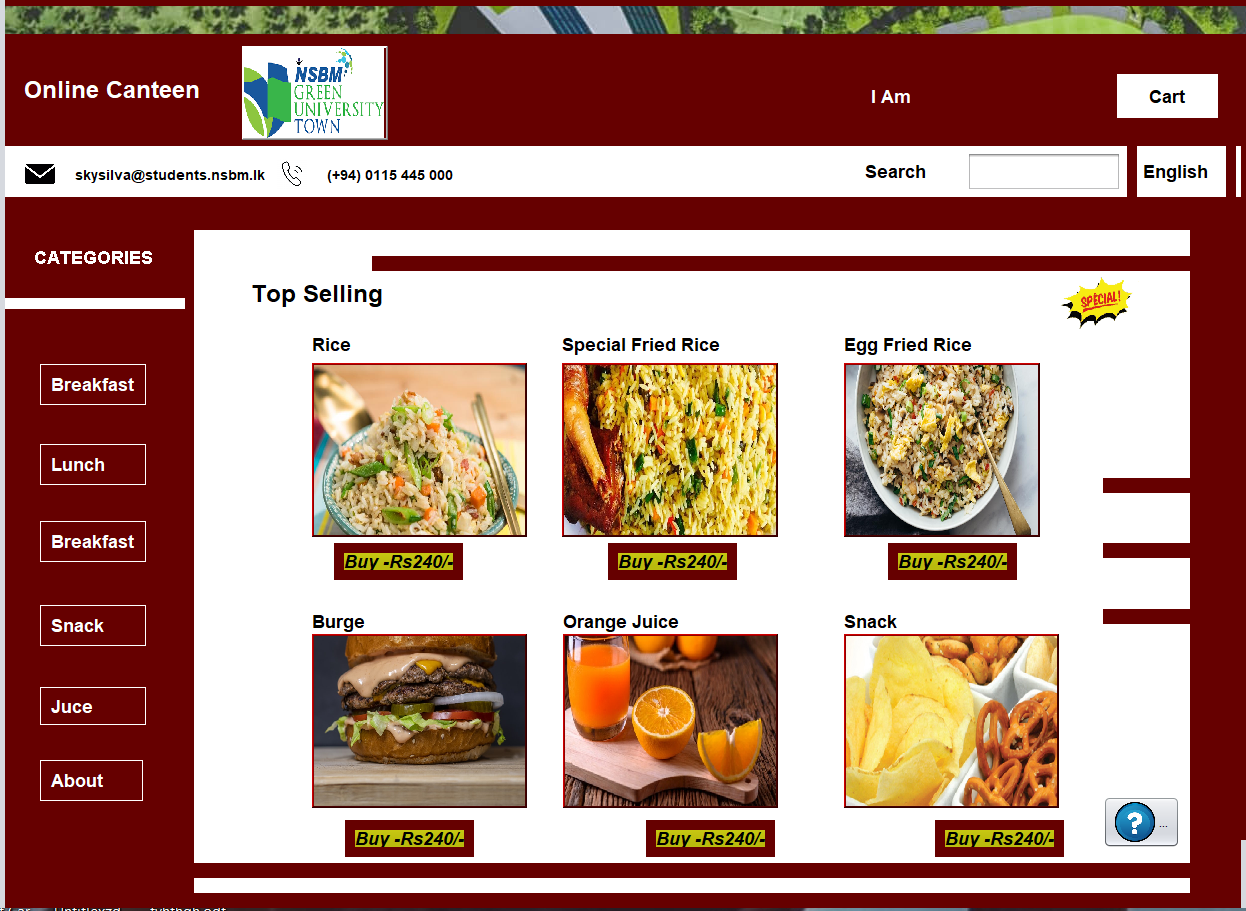 Online Canteen
NSBM
GREEN
UNIVERSITY
TOWN
I Am
Cart
skysilva@students.nsbm.lk
(+94) 0115 445 000
Search
English
CATEGORIES
Top Selling
SPECIAL!
Rice
Special Fried Rice
Egg Fried Rice
Breakfast
Lunch
Breakfast
Snack
Juce
About
Buy -Rs240/-
Buy -Rs240/-
Buy -Rs240/-
Burge
Orange Juice
Snack
Buy -Rs240/-
Buy -Rs240/-
Buy -Rs240/-
?
...